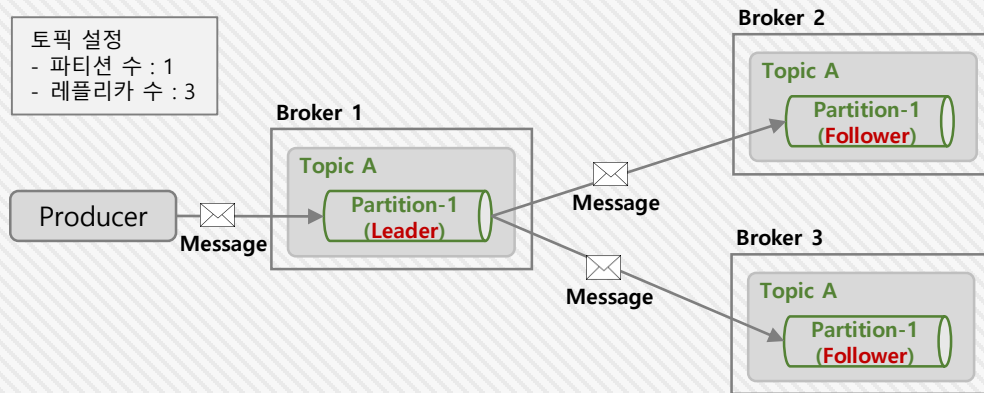 토픽 설정
- 파티션 수 : 1
- 레플리카 수 : 3
Broker 1
Topic A
Partition-1
(Leader)
Producer
Message
Message
Message
Broker 2
Topic A
Partition-1
(Follower)
Broker 3
Topic A
Partition-1
(Follower)